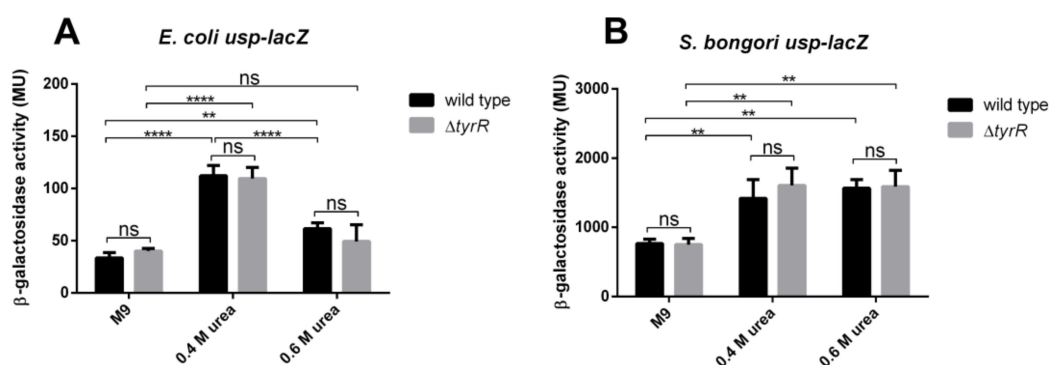 A
E. coli usp-lacZ
β-galactosidase activity (MU)
200
150
100
50
0
ns
****
**
****
****
ns
ns
ns
M9
0.4 M urea
0.6 M urea
wild type
ΔtyrR
B
S. bongori usp-lacZ
β-galactosidase activity (MU)
3000
2000
1000
0
**
**
**
**
ns
ns
ns
M9
0.4 M urea
0.6 M urea
wild type
ΔtyrR